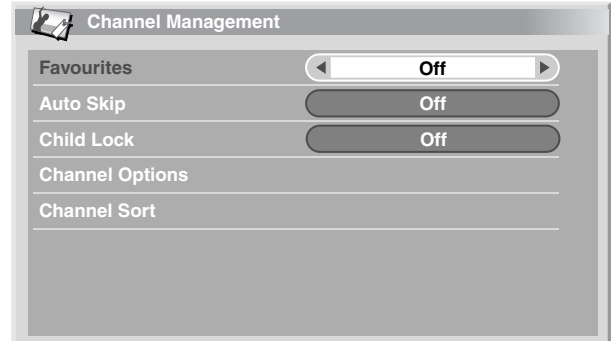 Channel Management
Favourites Off
Auto Skip Off
Child Lock Off
Channel Options
Channel Sort